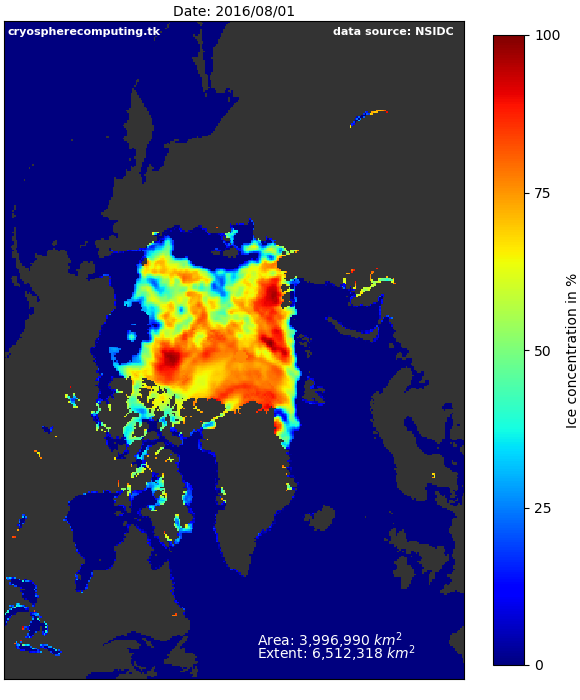 Date: 2016/08/01
cryospherecomputing.tk data source: NSIDC
100
75
50
25
0
Ice concentration in %
Area: 3,996,990 km²
Extent: 6,512,318 km²